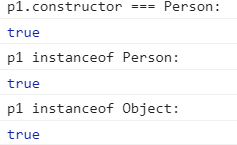 p1.constructor === Person:
true
p1 instanceof Person:
true
p1 instanceof Object:
true